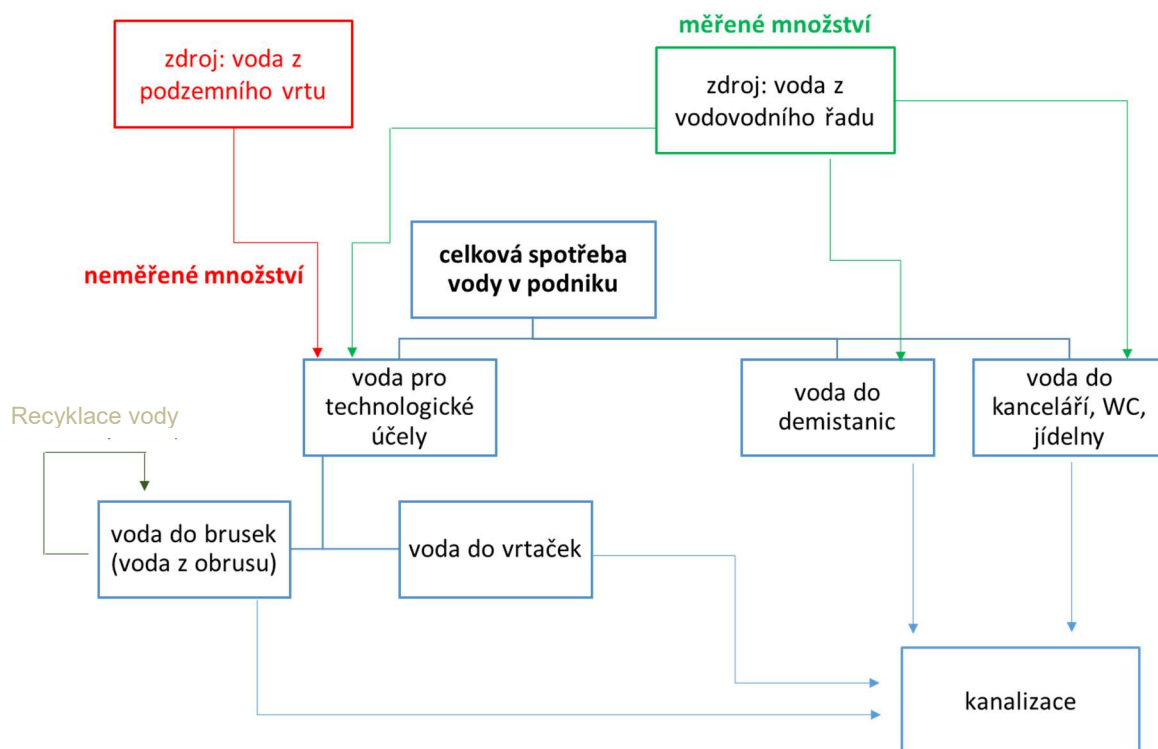 měřené množství
zdroj: voda z
podzemního vrtu
zdroj: voda z
vodovodního řadu
celková spotřeba
vody v podniku
neměřené množství
voda pro
technologické
účely
voda do
demistanic
voda do
kanceláří, WC,
jídelny
Recyklace vody
voda do brusek
(voda z obrusu)
voda do vrtaček
kanalizace